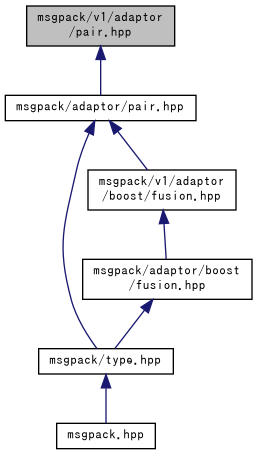 msgpack/v1/adaptor
/pair.hpp
msgpack/adaptor/pair.hpp
msgpack/v1/adaptor
/boost/fusion.hpp
msgpack/adaptor/boost
/fusion.hpp
msgpack/type.hpp
msgpack.hpp